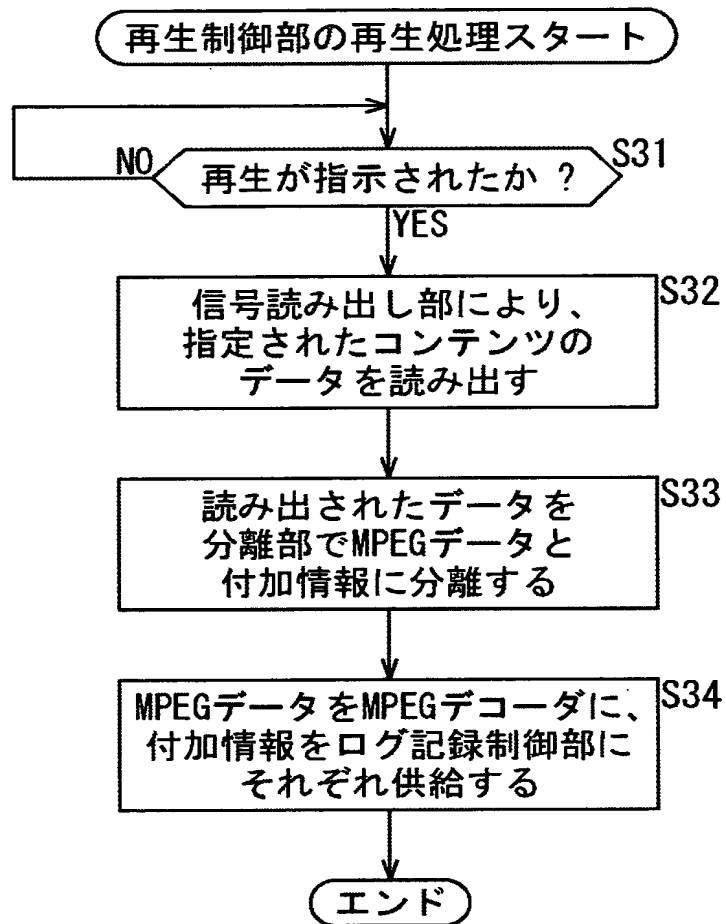 再生制御部の再生処理スタート
NO
再生が指示されたか ?
S31
YES
信号読み出し部により、
S32
指定されたコンテンツの
データを読み出す
読み出されたデータを
S33
分離部でMPEGデータと
付加情報に分離する
MPEGデータをMPEGデコーダに、
S34
付加情報をログ記録制御部に
それぞれ供給する
エンド